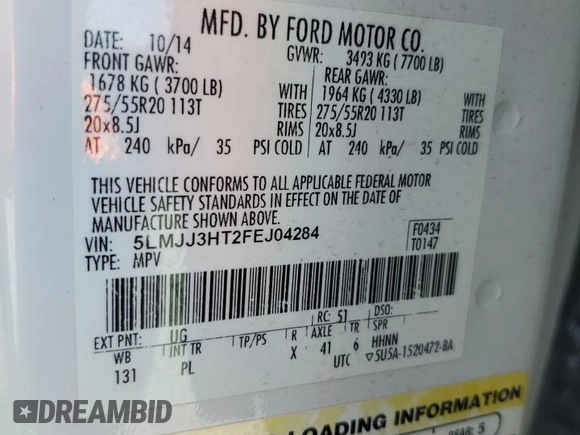 MFD. BY FORD MOTOR CO.
DATE: 10/14 GVWR: 3493 KG ( 7700 LB)
FRONT GAWR: REAR GAWR:
1678 KG ( 3700 LB) WITH 1964 KG ( 4330 LB) WITH
275/55R20 113T TIRES 275/55R20 113T TIRES
20x8.5J RIMS 20x8.5J RIMS
AT 240 kPa/ 35 PSI COLD AT 240 kPa/ 35 PSI COLD
THIS VEHICLE CONFORMS TO ALL APPLICABLE FEDERAL MOTOR
VEHICLE SAFETY STANDARDS IN EFFECT ON THE DATE OF
MANUFACTURE SHOWN ABOVE.
VIN: 5LMJJ3HT2FEJ04284 F0434
TYPE: MPV T0147
RC: 51 DSO:
EXT PNT: UG
WB INT TR TP/PS R AXLE TR SPR
131 PL X 41 6 HHNN
UTC ▽5U5A-1520472-BA
LOADING INFORMATION
REAR: 5
DREAMBID